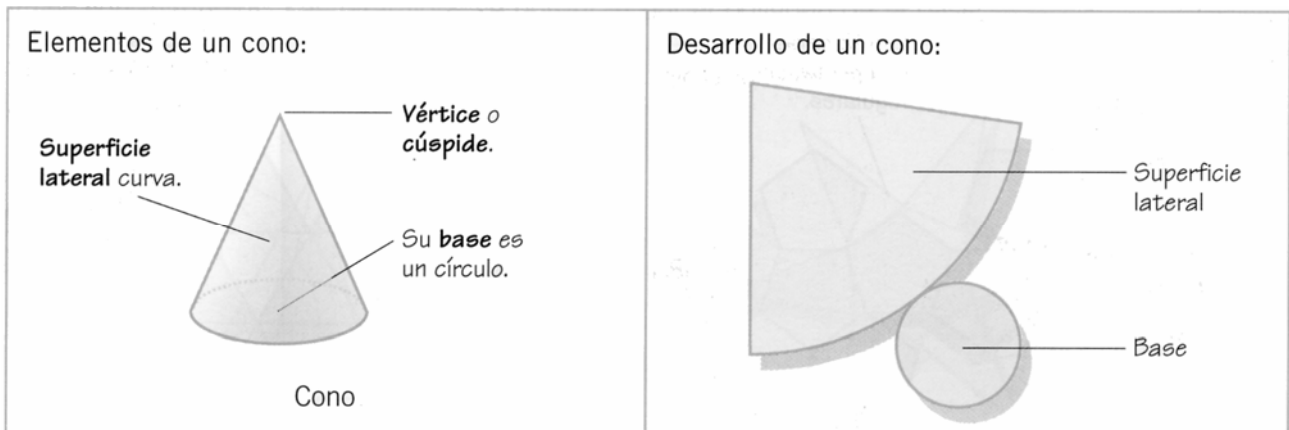 Elementos de un cono:
Vértice o
cúspide.
Superficie
lateral curva.
Su base es
un círculo.
Cono
Desarrollo de un cono:
Superficie
lateral
Base